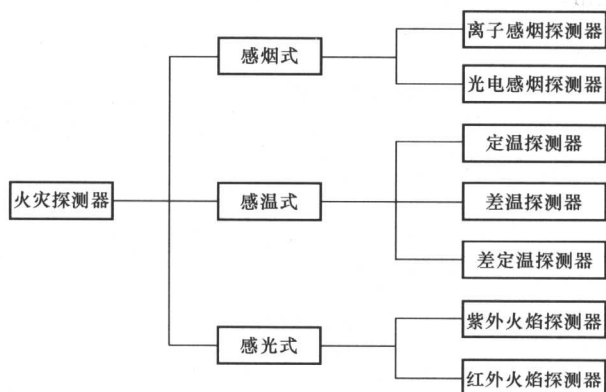 火灾探测器
感烟式
离子感烟探测器
光电感烟探测器
感温式
定温探测器
差温探测器
差定温探测器
感光式
紫外火焰探测器
红外火焰探测器